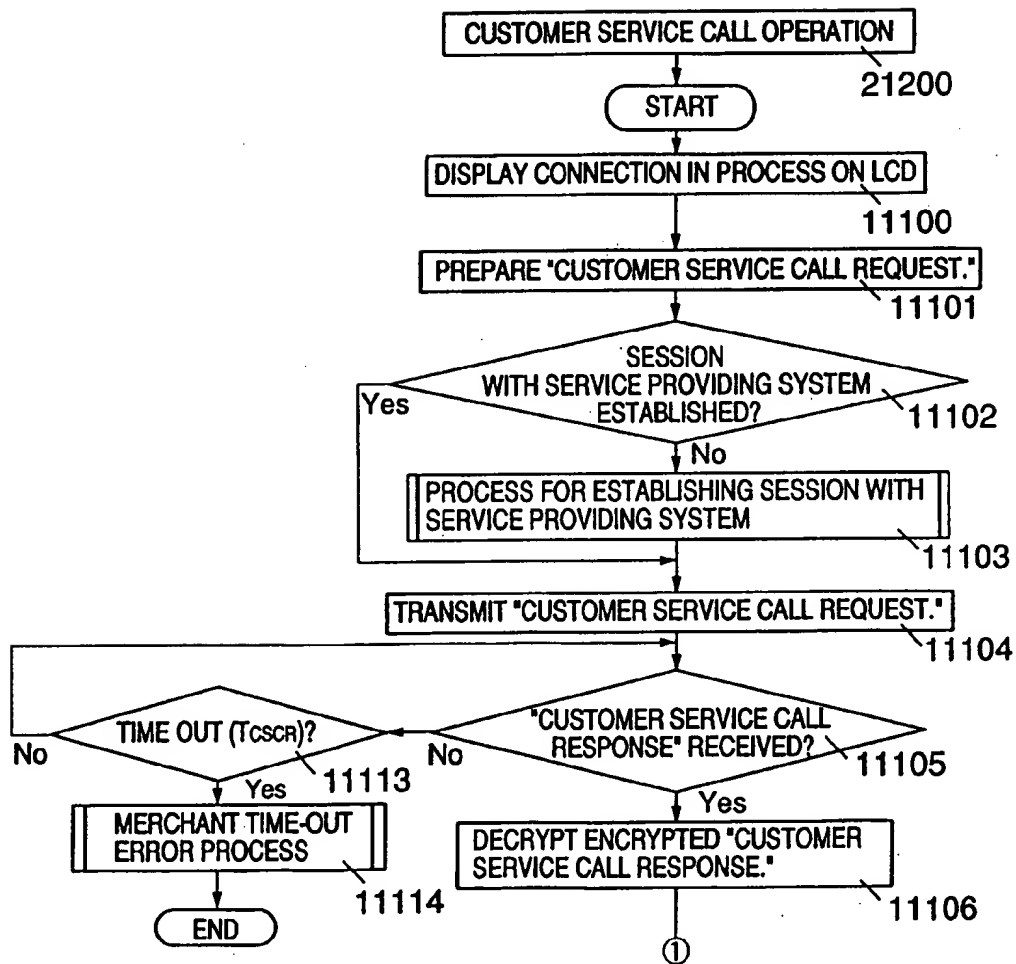 CUSTOMER SERVICE CALL OPERATION
21200
START
DISPLAY CONNECTION IN PROCESS ON LCD
11100
PREPARE "CUSTOMER SERVICE CALL REQUEST."
11101
SESSION
WITH SERVICE PROVIDING SYSTEM
ESTABLISHED?
11102
Yes
No
PROCESS FOR ESTABLISHING SESSION WITH
SERVICE PROVIDING SYSTEM
11103
TRANSMIT "CUSTOMER SERVICE CALL REQUEST."
11104
"CUSTOMER SERVICE CALL
RESPONSE" RECEIVED?
11105
No
Yes
TIME OUT (TCSCR)?
11113
No
Yes
MERCHANT TIME-OUT
ERROR PROCESS
11114
END
DECRYPT ENCRYPTED "CUSTOMER
SERVICE CALL RESPONSE."
11106
①